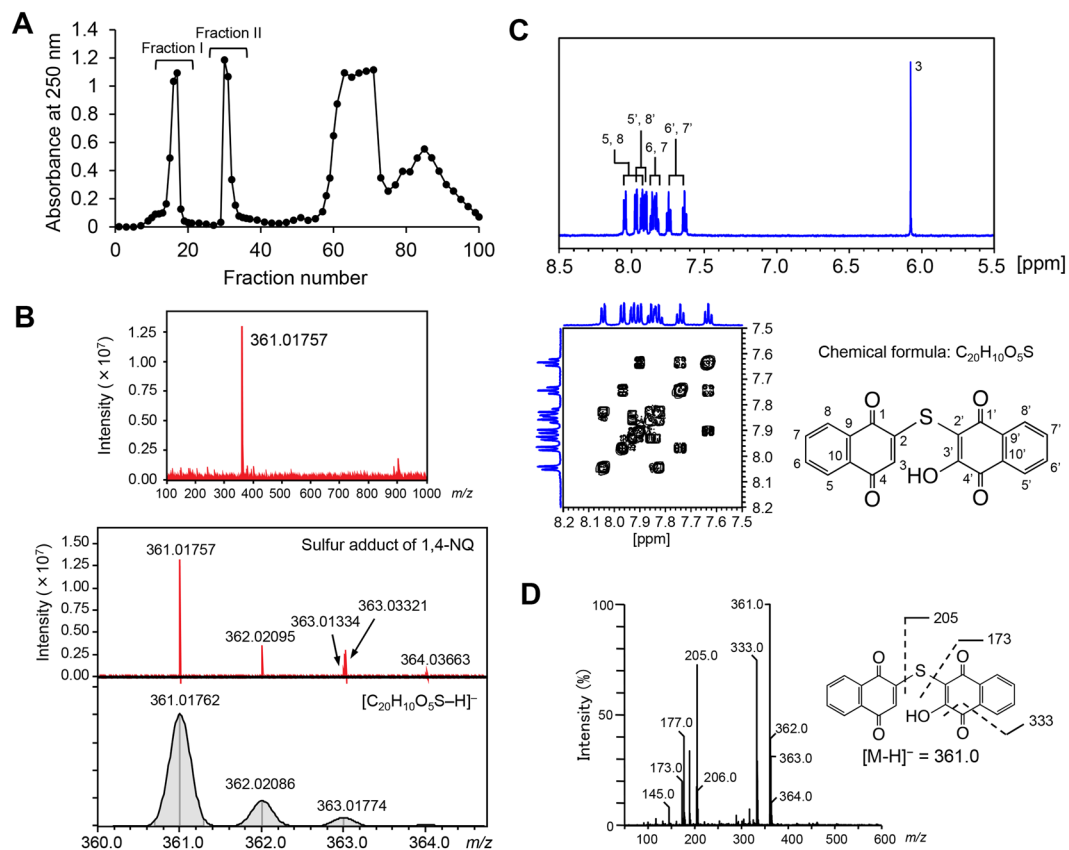 A
Fraction I
Fraction II
Absorbance at 250 nm
1.4
1.2
1
0.8
0.6
0.4
0.2
0
0 20 40 60 80 100
Fraction number
B
Intensity ( × 10⁷)
1.25
1.00
0.75
0.50
0.25
0.00
361.01757
100 200 300 400 500 600 700 800 900 1000 m/z
Intensity ( × 10⁷)
1.50
1.25
1.00
0.75
0.50
0.25
0.00
Sulfur adduct of 1,4-NQ
361.01757
362.02095
363.01334
363.03321
364.03663
361.01762
[C₂₀H₁₀O₅S–H]⁻
362.02086
363.01774
360.0 361.0 362.0 363.0 364.0 m/z
C
3
5', 8'
6', 7'
5, 8
6, 7
8.5 8.0 7.5 7.0 6.5 6.0 5.5 [ppm]
7.5
7.6
7.7
7.8
7.9
8.0
8.1
8.2
8.2 8.1 8.0 7.9 7.8 7.7 7.6 7.5
[ppm]
Chemical formula: C₂₀H₁₀O₅S
O
O
8
1
S
2'
1'
8'
7
9
2
9'
7'
6
10
3
3'
10'
6'
5
4
HO
4'
5'
O
O
D
Intensity (%)
100
50
0
361.0
333.0
205.0
177.0
173.0
145.0
206.0
362.0
363.0
364.0
100 200 300 400 500 600 m/z
205
173
O
S
O
HO
O
O
333
[M-H]⁻ = 361.0